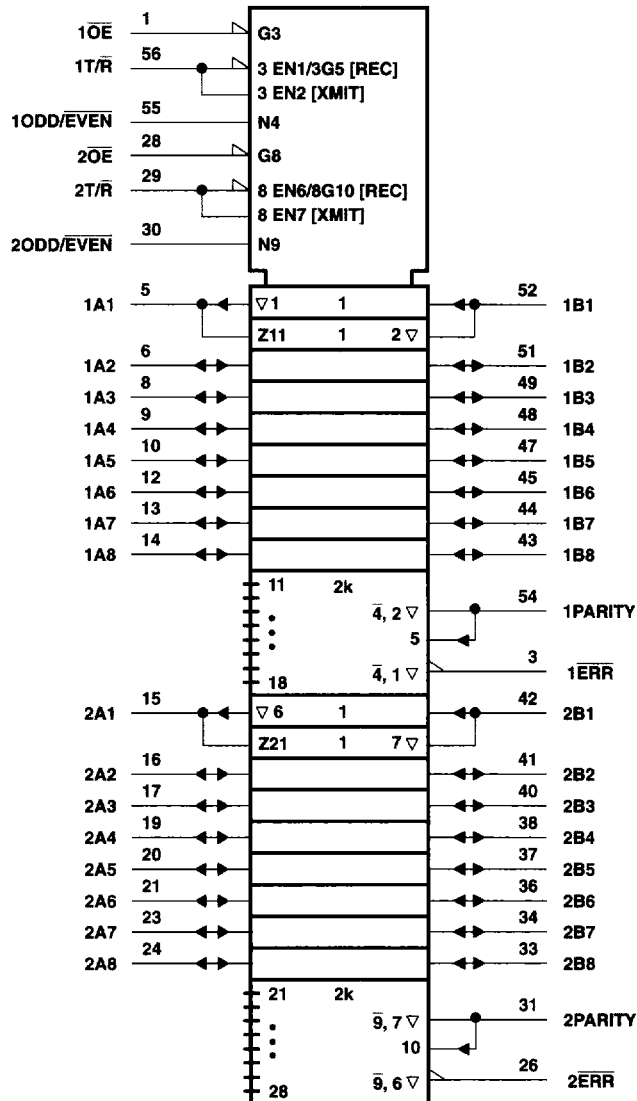 1O̅E̅ 1 G3
1T/R̅ 56 3 EN1/3G5 [REC]
3 EN2 [XMIT]
1ODD/E̅V̅E̅N̅ 55 N4
2O̅E̅ 28 G8
2T/R̅ 29 8 EN6/8G10 [REC]
8 EN7 [XMIT]
2ODD/E̅V̅E̅N̅ 30 N9
1A1 5 ▽1 1 52 1B1
Z11 1 2 ▽
1A2 6 51 1B2
1A3 8 49 1B3
1A4 9 48 1B4
1A5 10 47 1B5
1A6 12 45 1B6
1A7 13 44 1B7
1A8 14 43 1B8
11 2k
4̅, 2 ▽ 54 1PARITY
5
4̅, 1 ▽ 3 1E̅R̅R̅
18
2A1 15 ▽6 1 42 2B1
Z21 1 7 ▽
2A2 16 41 2B2
2A3 17 40 2B3
2A4 19 38 2B4
2A5 20 37 2B5
2A6 21 36 2B6
2A7 23 34 2B7
2A8 24 33 2B8
21 2k
9̅, 7 ▽ 31 2PARITY
10
9̅, 6 ▽ 26 2E̅R̅R̅
28